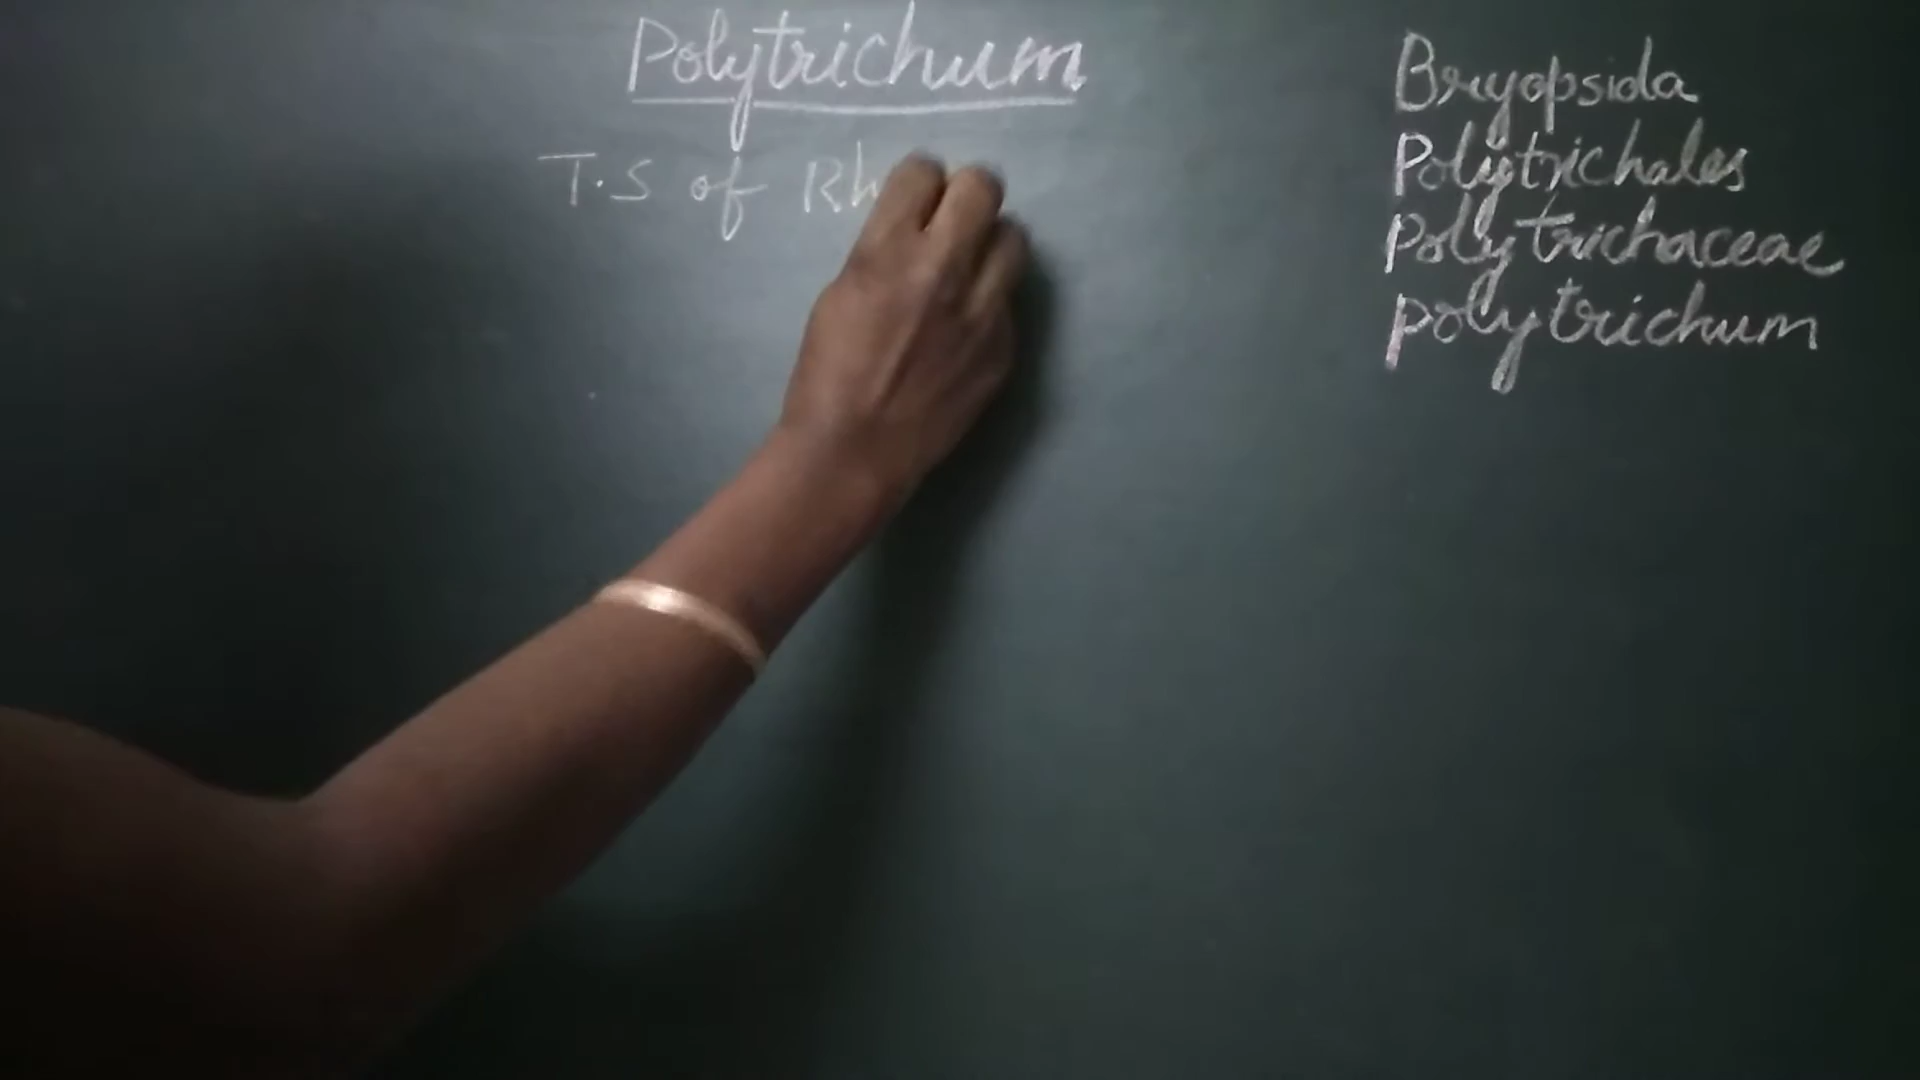 Polytrichum
T.S of Rh
Bryopsida
Polytrichales
Polytrichaceae
Polytrichum